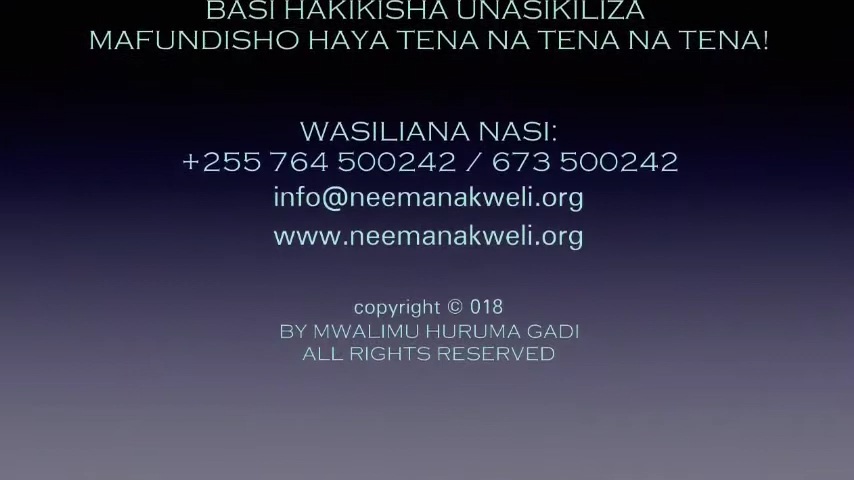 BASI HAKIKISHA UNASIKILIZA
MAFUNDISHO HAYA TENA NA TENA NA TENA!
WASILIANA NASI:
+255 764 500242 / 673 500242
info@neemanakweli.org
www.neemanakweli.org
copyright © 018
BY MWALIMU HURUMA GADI
ALL RIGHTS RESERVED